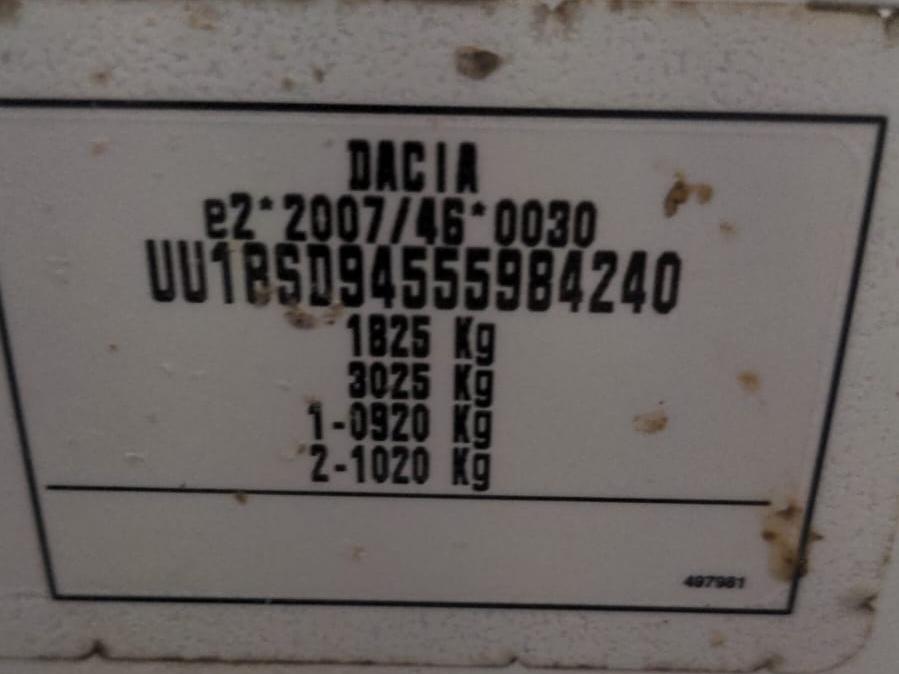 DACIA
e2*2007/46*0030
UU1BSD94555984240
1825 Kg
3025 Kg
1-0920 Kg
2-1020 Kg
497981